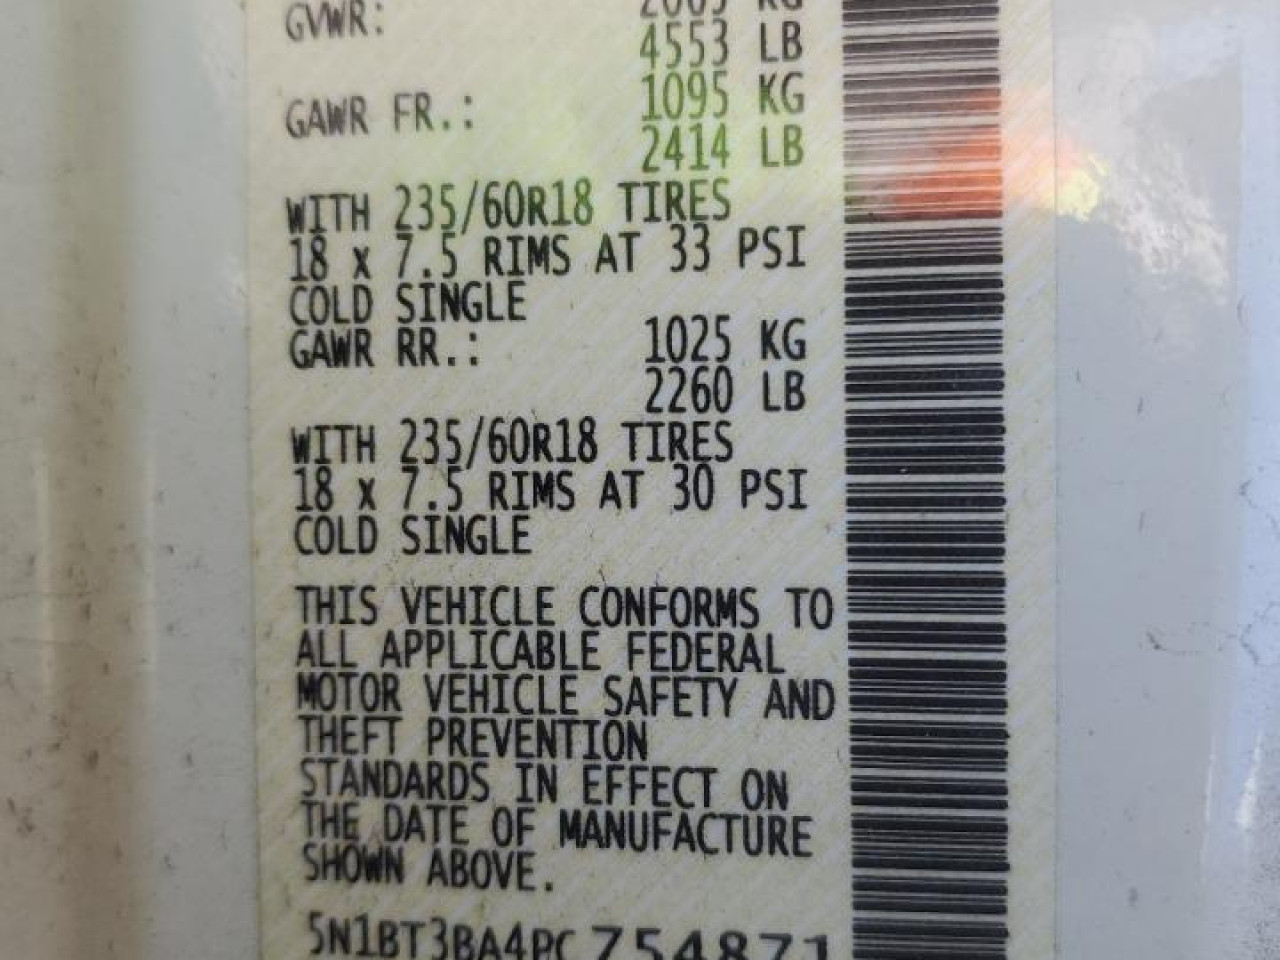 GVWR: 2065 KG
4553 LB
GAWR FR.: 1095 KG
2414 LB
WITH 235/60R18 TIRES
18 x 7.5 RIMS AT 33 PSI
COLD SINGLE
GAWR RR.: 1025 KG
2260 LB
WITH 235/60R18 TIRES
18 x 7.5 RIMS AT 30 PSI
COLD SINGLE
THIS VEHICLE CONFORMS TO
ALL APPLICABLE FEDERAL
MOTOR VEHICLE SAFETY AND
THEFT PREVENTION
STANDARDS IN EFFECT ON
THE DATE OF MANUFACTURE
SHOWN ABOVE.
5N1BT3BA4PC754871